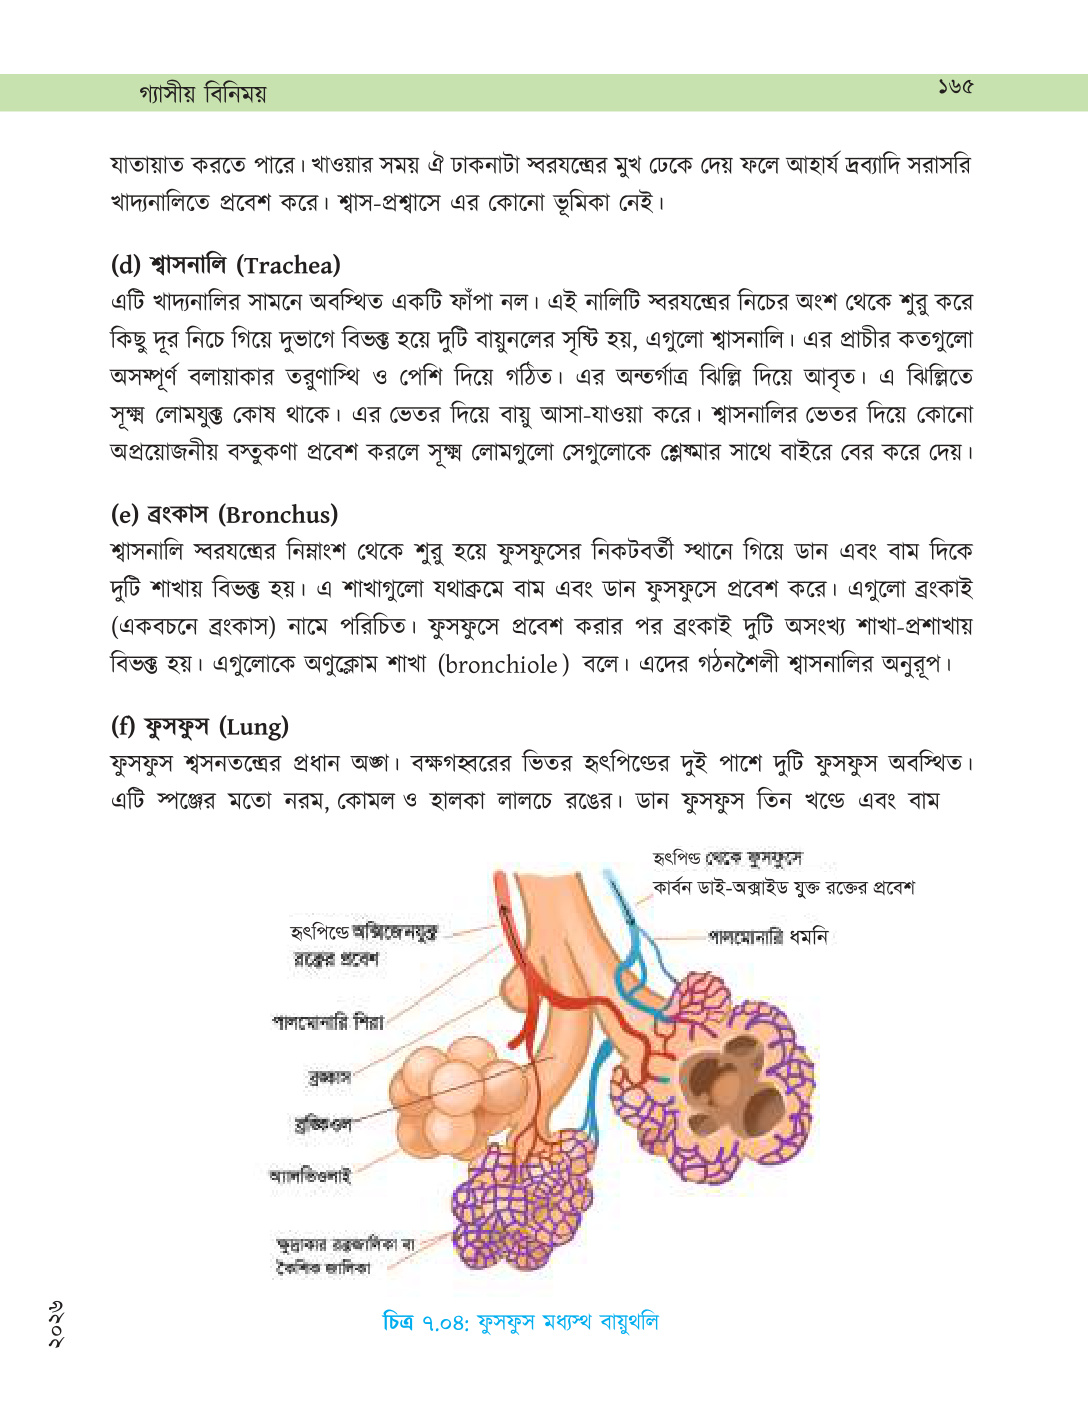 গ্যাসীয় বিনিময়
১৬৫
যাতায়াত করতে পারে। খাওয়ার সময় ঐ ঢাকনাটা স্বরযন্ত্রের মুখ ঢেকে দেয় ফলে আহার্য দ্রব্যাদি সরাসরি
খাদ্যনালিতে প্রবেশ করে। শ্বাস-প্রশ্বাসে এর কোনো ভূমিকা নেই।
(d) শ্বাসনালি (Trachea)
এটি খাদ্যনালির সামনে অবস্থিত একটি ফাঁপা নল। এই নালিটি স্বরযন্ত্রের নিচের অংশ থেকে শুরু করে
কিছু দূর নিচে গিয়ে দুভাগে বিভক্ত হয়ে দুটি বায়ুনলের সৃষ্টি হয়, এগুলো শ্বাসনালি। এর প্রাচীর কতগুলো
অসম্পূর্ণ বলায়াকার তরুণাস্থি ও পেশি দিয়ে গঠিত। এর অন্তর্গাত্র ঝিল্লি দিয়ে আবৃত। এ ঝিল্লিতে
সূক্ষ্ম লোমযুক্ত কোষ থাকে। এর ভেতর দিয়ে বায়ু আসা-যাওয়া করে। শ্বাসনালির ভেতর দিয়ে কোনো
অপ্রয়োজনীয় বস্তুকণা প্রবেশ করলে সূক্ষ্ম লোমগুলো সেগুলোকে শ্লেষ্মার সাথে বাইরে বের করে দেয়।
(e) ব্রংকাস (Bronchus)
শ্বাসনালি স্বরযন্ত্রের নিম্নাংশ থেকে শুরু হয়ে ফুসফুসের নিকটবর্তী স্থানে গিয়ে ডান এবং বাম দিকে
দুটি শাখায় বিভক্ত হয়। এ শাখাগুলো যথাক্রমে বাম এবং ডান ফুসফুসে প্রবেশ করে। এগুলো ব্রংকাই
(একবচনে ব্রংকাস) নামে পরিচিত। ফুসফুসে প্রবেশ করার পর ব্রংকাই দুটি অসংখ্য শাখা-প্রশাখায়
বিভক্ত হয়। এগুলোকে অণুক্লোম শাখা (bronchiole) বলে। এদের গঠনশৈলী শ্বাসনালির অনুরূপ।
(f) ফুসফুস (Lung)
ফুসফুস শ্বসনতন্ত্রের প্রধান অঙ্গ। বক্ষগহ্বরের ভিতর হৃৎপিণ্ডের দুই পাশে দুটি ফুসফুস অবস্থিত।
এটি স্পঞ্জের মতো নরম, কোমল ও হালকা লালচে রঙের। ডান ফুসফুস তিন খণ্ডে এবং বাম
হৃৎপিণ্ড থেকে ফুসফুসে
কার্বন ডাই-অক্সাইড যুক্ত রক্তের প্রবেশ
হৃৎপিণ্ডে অক্সিজেনযুক্ত
রক্তের প্রবেশ
পালমোনারি ধমনি
পালমোনারি শিরা
ব্রঙ্কাস
ব্রঙ্কিওল
অ্যালভিওলাই
ক্ষুদ্রাকার রক্তজালিকা বা
কৈশিক জালিকা
চিত্র ৭.০৪: ফুসফুস মধ্যস্থ বায়ুথলি
২০২৬